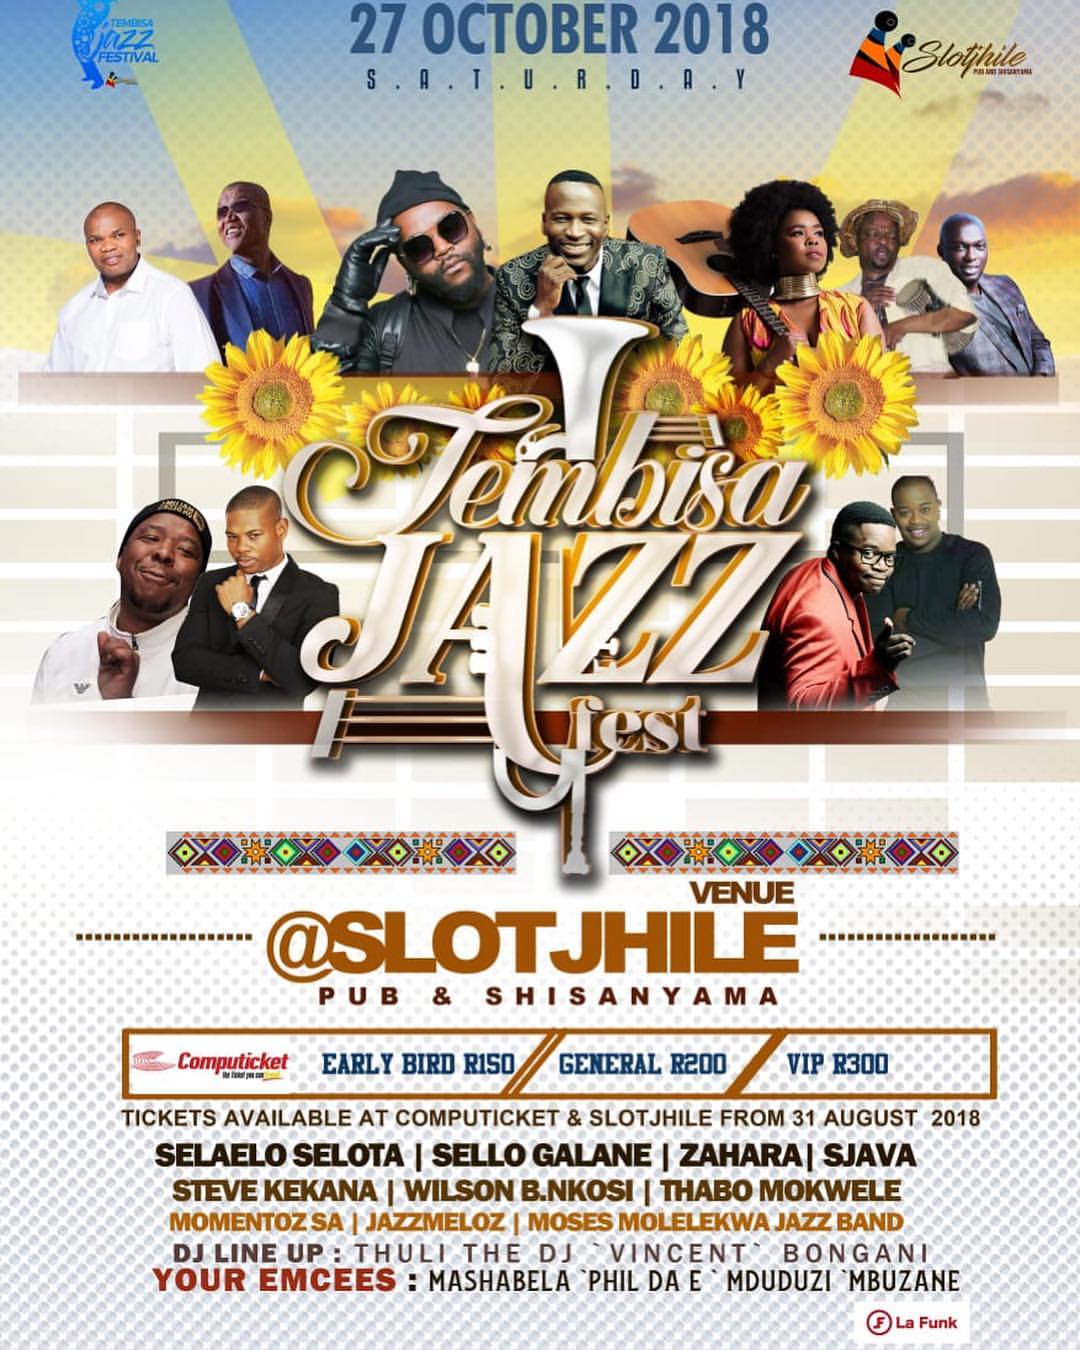 TEMBISA
JAZZ
FESTIVAL
27 OCTOBER 2018
S.A.T.U.R.D.A.Y
Slotjhile
PUB AND SHISANYAMA
Tembisa
JAZZ
fest
VENUE
@SLOTJHILE
PUB & SHISANYAMA
Computicket EARLY BIRD R150 GENERAL R200 VIP R300
TICKETS AVAILABLE AT COMPUTICKET & SLOTJHILE FROM 31 AUGUST 2018
SELAELO SELOTA | SELLO GALANE | ZAHARA | SJAVA
STEVE KEKANA | WILSON B.NKOSI | THABO MOKWELE
MOMENTOZ SA | JAZZMELOZ | MOSES MOLELEKWA JAZZ BAND
DJ LINE UP : THULI THE DJ `VINCENT` BONGANI
YOUR EMCEES : MASHABELA `PHIL DA E ` MDUDUZI `MBUZANE
La Funk